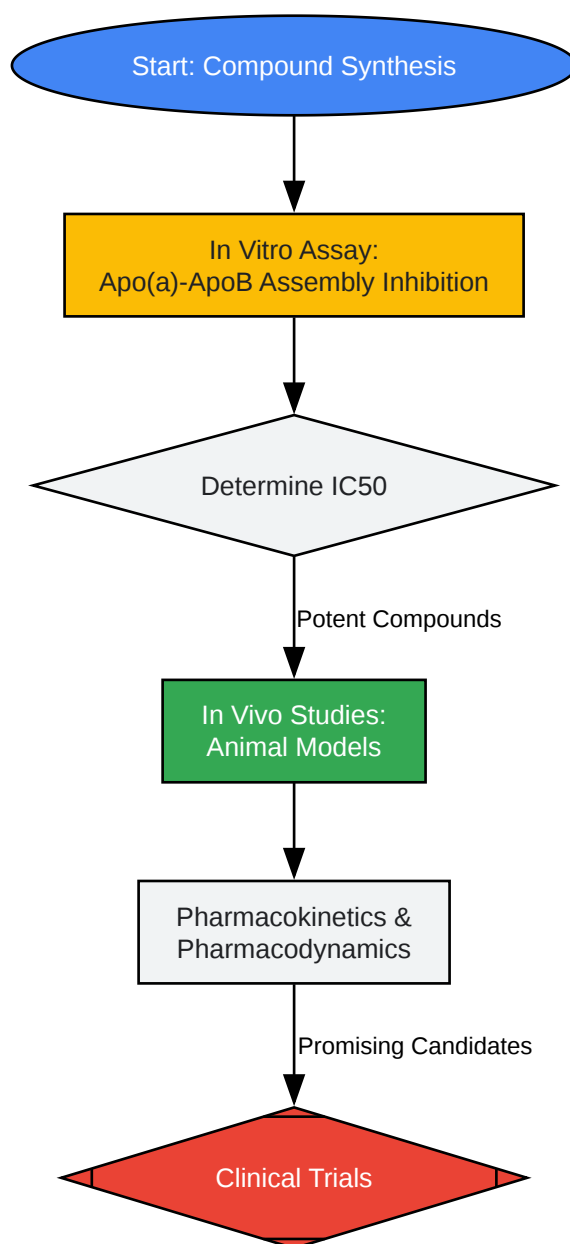 Start: Compound Synthesis
In Vitro Assay:
Apo(a)-ApoB Assembly Inhibition
Determine IC50
Potent Compounds
In Vivo Studies:
Animal Models
Pharmacokinetics &
Pharmacodynamics
Promising Candidates
Clinical Trials